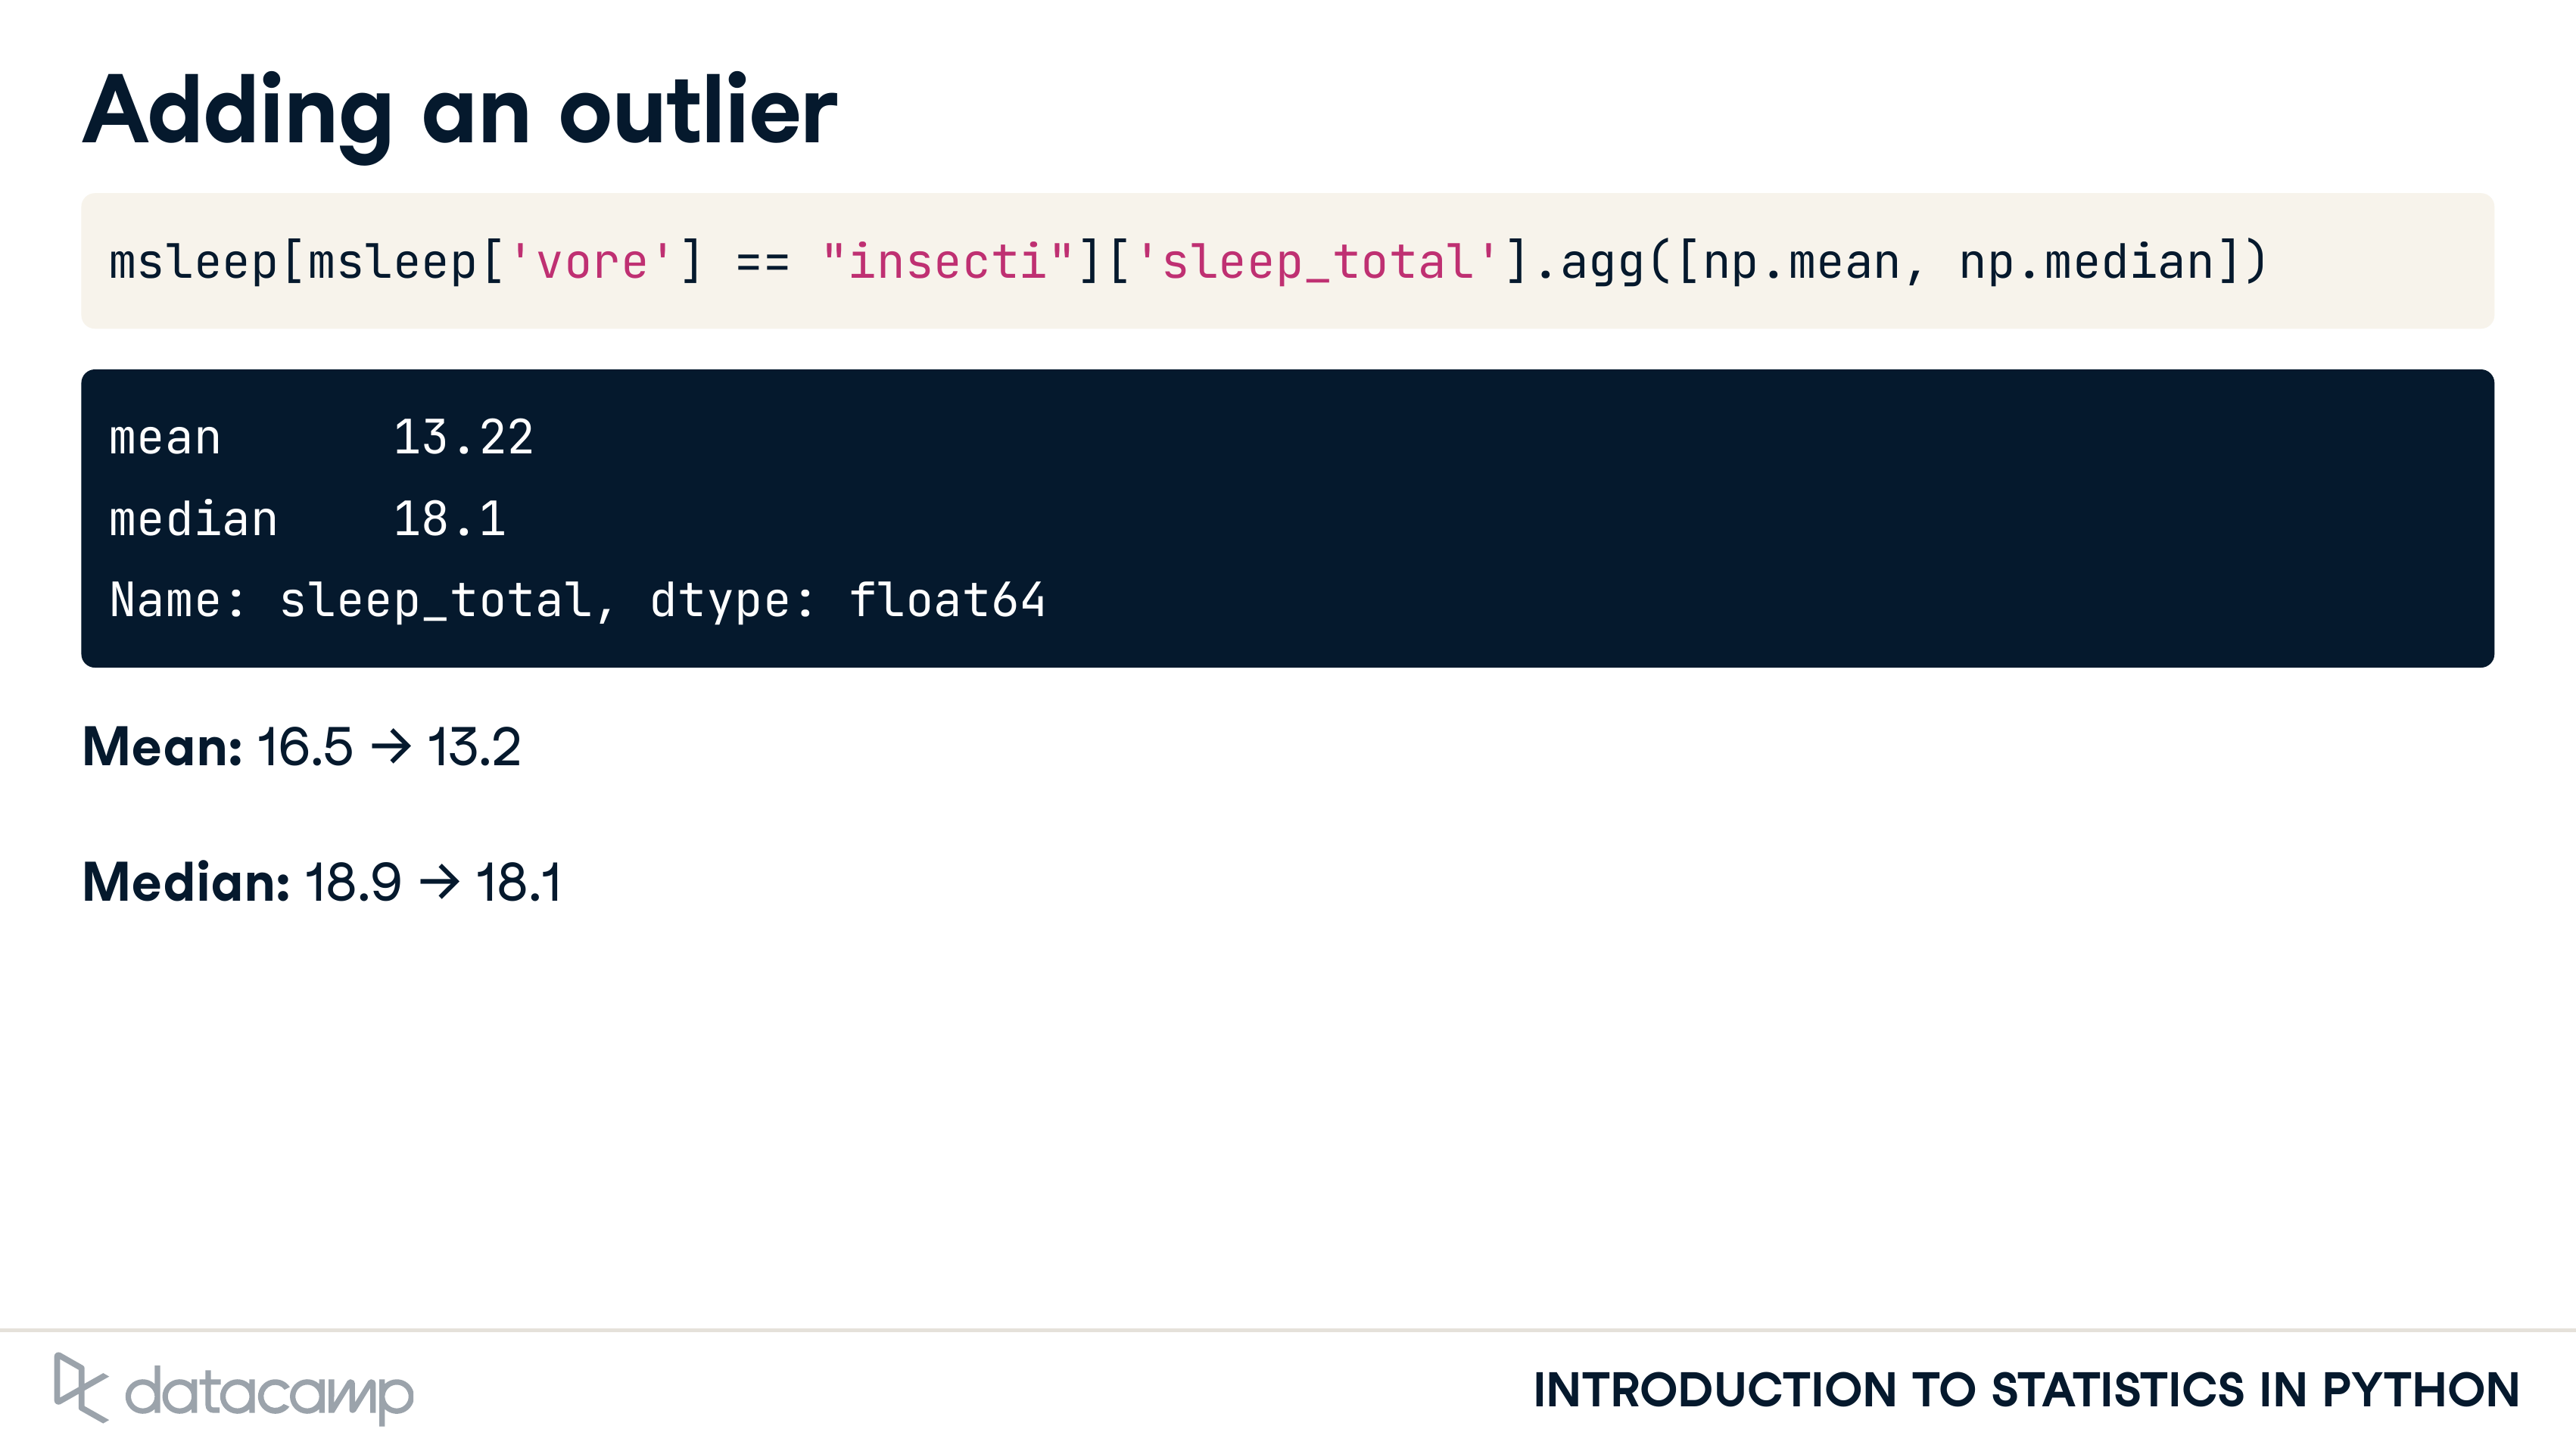 Adding an outlier
msleep[msleep['vore'] == "insecti"]['sleep_total'].agg([np.mean, np.median])
mean      13.22
median    18.1
Name: sleep_total, dtype: float64
Mean: 16.5 → 13.2
Median: 18.9 → 18.1
datacamp
INTRODUCTION TO STATISTICS IN PYTHON